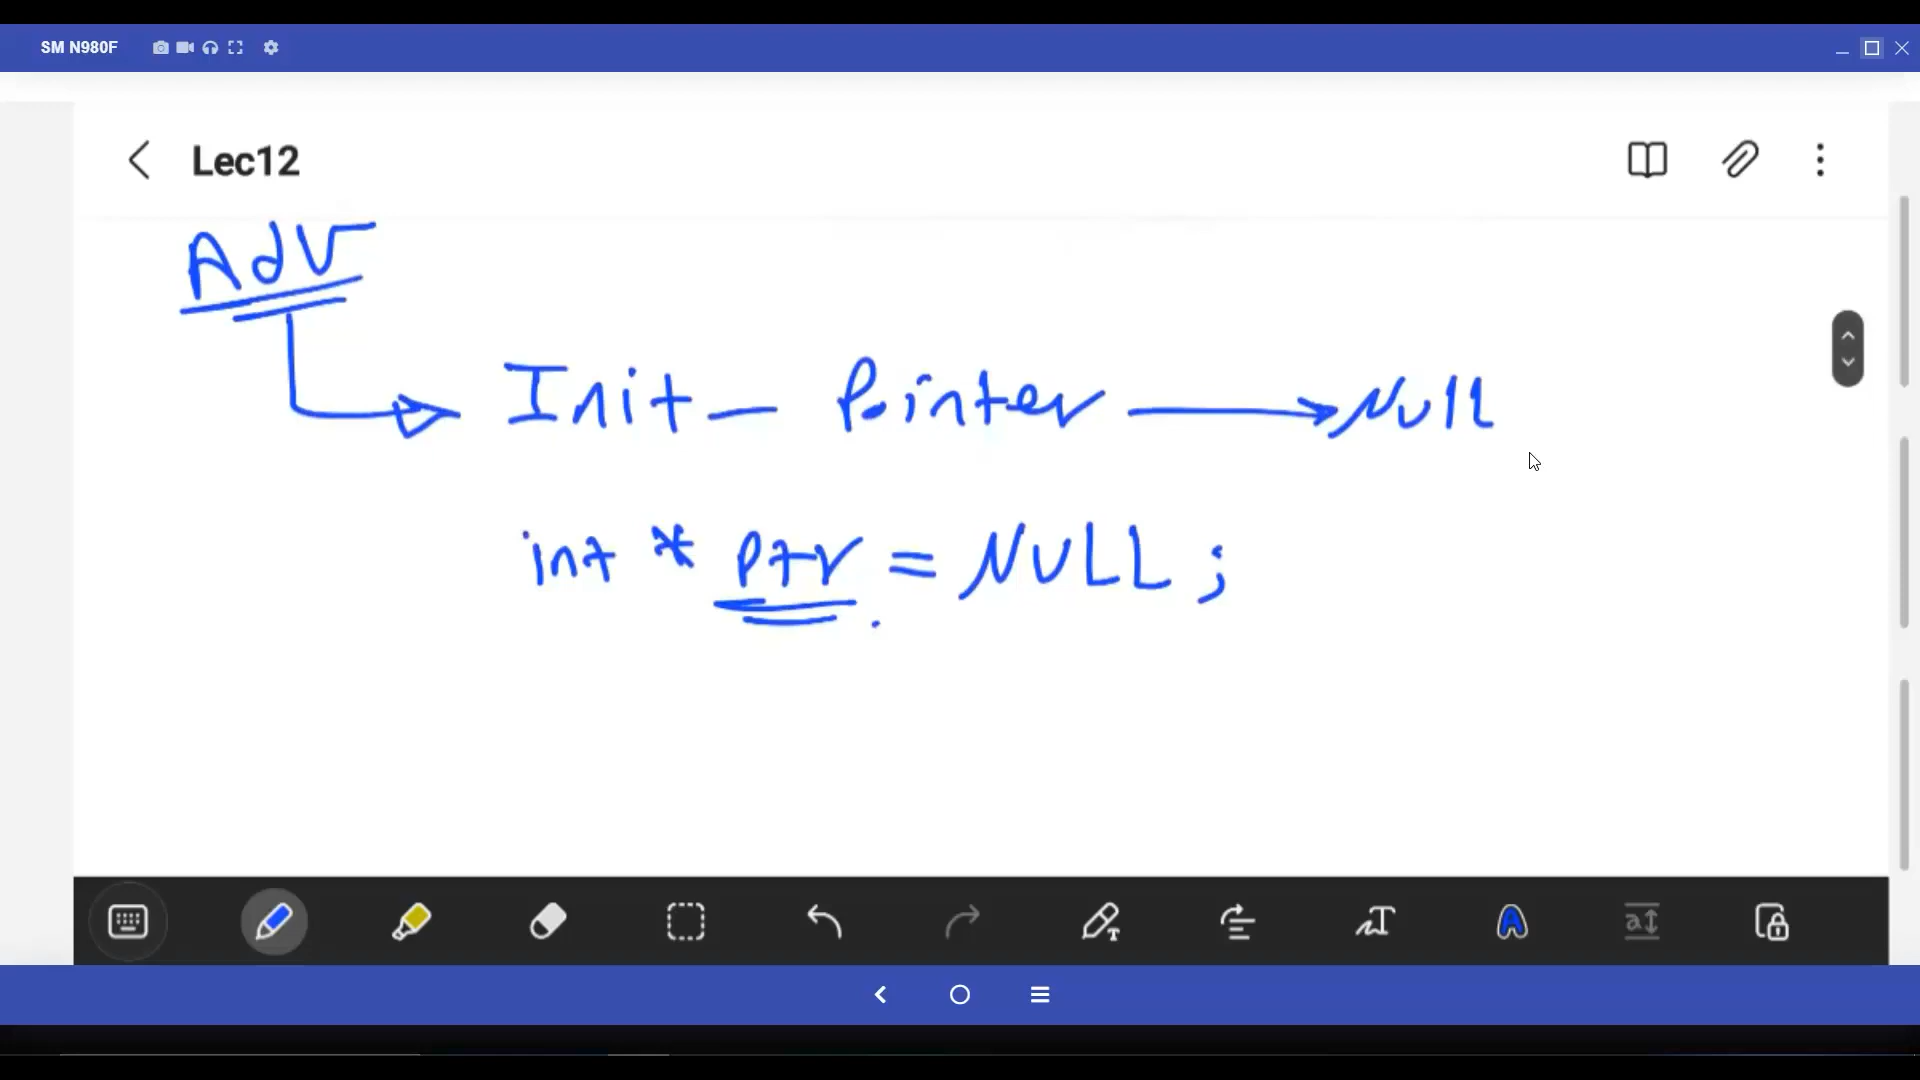 SM N980F
Lec12
Adv
Init - Pointer → Null
int * ptr = NULL ;